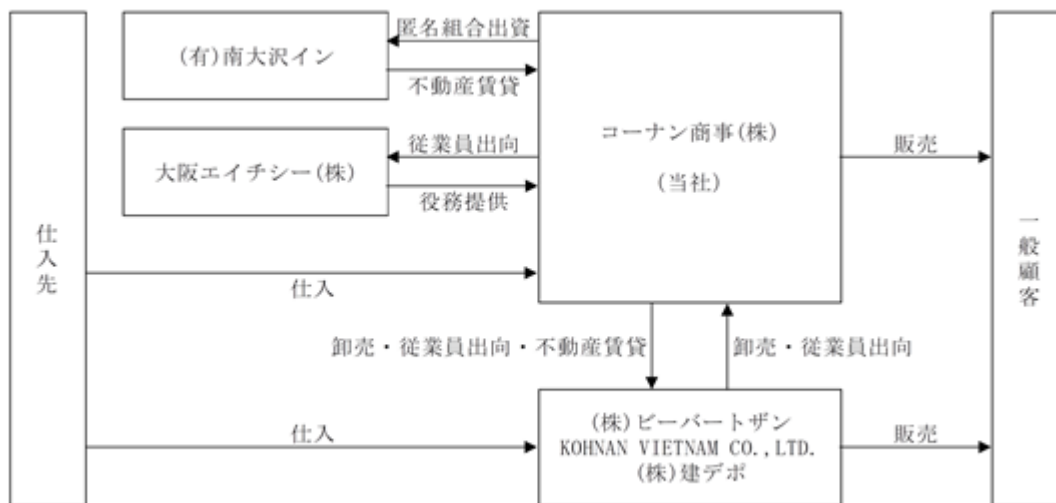 匿名組合出資
(有)南大沢イン
不動産賃貸
コーナン商事(株)
(当社)
従業員出向
大阪エイチシー(株)
役務提供
販売
仕入先
一般顧客
仕入
卸売・従業員出向・不動産賃貸
卸売・従業員出向
(株)ビーバートザン
KOHNAN VIETNAM CO.,LTD.
(株)建デポ
仕入
販売